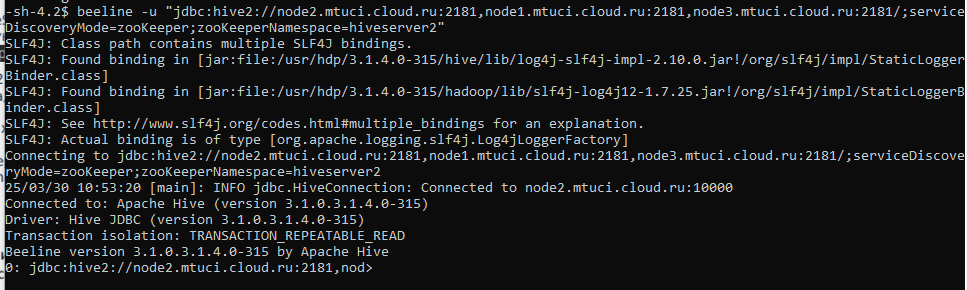 -sh-4.2$ beeline -u "jdbc:hive2://node2.mtuci.cloud.ru:2181,node1.mtuci.cloud.ru:2181,node3.mtuci.cloud.ru:2181/;service
DiscoveryMode=zooKeeper;zooKeeperNamespace=hiveserver2"
SLF4J: Class path contains multiple SLF4J bindings.
SLF4J: Found binding in [jar:file:/usr/hdp/3.1.4.0-315/hive/lib/log4j-slf4j-impl-2.10.0.jar!/org/slf4j/impl/StaticLogger
Binder.class]
SLF4J: Found binding in [jar:file:/usr/hdp/3.1.4.0-315/hadoop/lib/slf4j-log4j12-1.7.25.jar!/org/slf4j/impl/StaticLoggerB
inder.class]
SLF4J: See http://www.slf4j.org/codes.html#multiple_bindings for an explanation.
SLF4J: Actual binding is of type [org.apache.logging.slf4j.Log4jLoggerFactory]
Connecting to jdbc:hive2://node2.mtuci.cloud.ru:2181,node1.mtuci.cloud.ru:2181,node3.mtuci.cloud.ru:2181/;serviceDiscove
ryMode=zooKeeper;zooKeeperNamespace=hiveserver2
25/03/30 10:53:20 [main]: INFO jdbc.HiveConnection: Connected to node2.mtuci.cloud.ru:10000
Connected to: Apache Hive (version 3.1.0.3.1.4.0-315)
Driver: Hive JDBC (version 3.1.0.3.1.4.0-315)
Transaction isolation: TRANSACTION_REPEATABLE_READ
Beeline version 3.1.0.3.1.4.0-315 by Apache Hive
0: jdbc:hive2://node2.mtuci.cloud.ru:2181,nod>